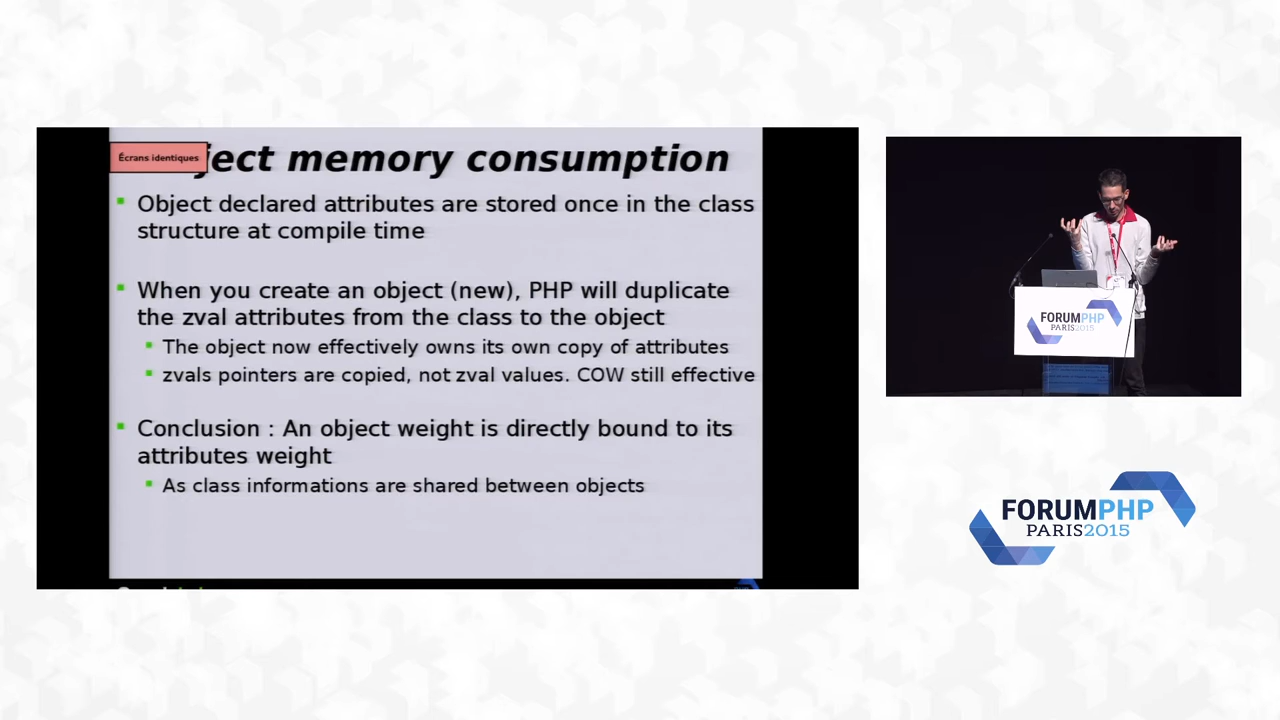 Écrans identiques
ject memory consumption
Object declared attributes are stored once in the class
structure at compile time
When you create an object (new), PHP will duplicate
the zval attributes from the class to the object
The object now effectively owns its own copy of attributes
zvals pointers are copied, not zval values. COW still effective
Conclusion : An object weight is directly bound to its
attributes weight
As class informations are shared between objects
FORUMPHP
PARIS2015
FORUMPHP
PARIS2015